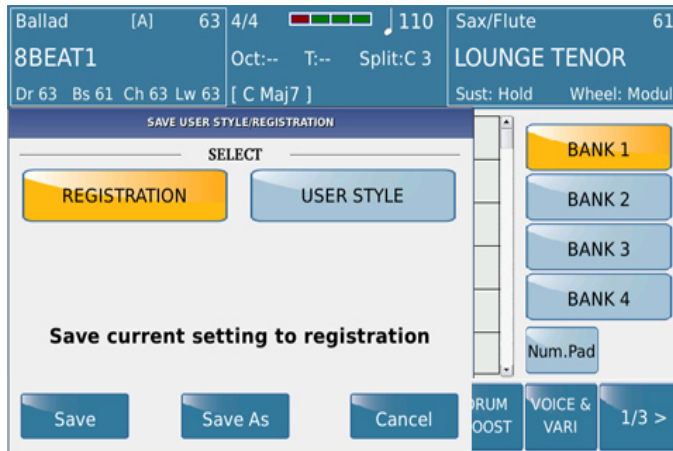 Ballad [A] 63
8BEAT1
Dr 63 Bs 61 Ch 63 Lw 63
4/4 110
Oct:-- T:-- Split:C 3
[ C Maj7 ]
Sax/Flute 61
LOUNGE TENOR
Sust: Hold Wheel: Modul
SAVE USER STYLE/REGISTRATION
SELECT
REGISTRATION
USER STYLE
Save current setting to registration
Save
Save As
Cancel
BANK 1
BANK 2
BANK 3
BANK 4
Num.Pad
RUM
OOST
VOICE &
VARI
1/3 >